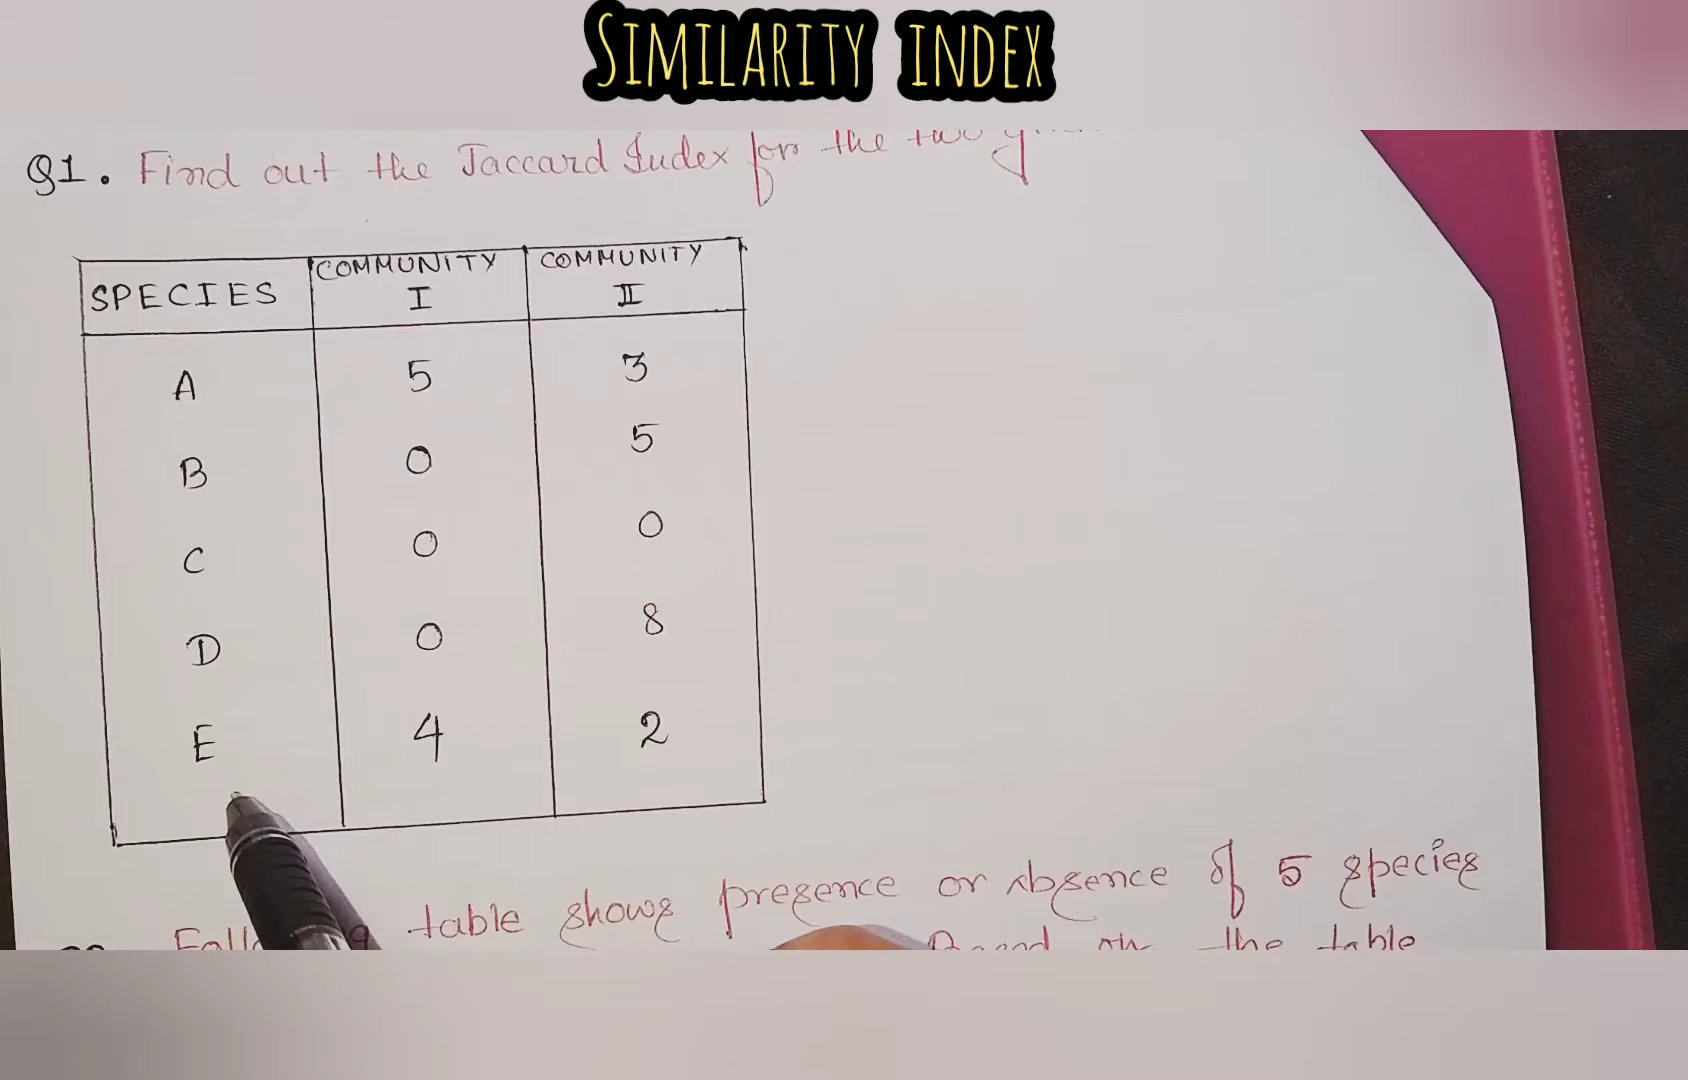 SIMILARITY INDEX
Q1. Find out the Jaccard Index for the two
SPECIES COMMUNITY I COMMUNITY II
A 5 3
B 0 5
C 0 0
D 0 8
E 4 2
table shows presence or absence of 5 species
on the table